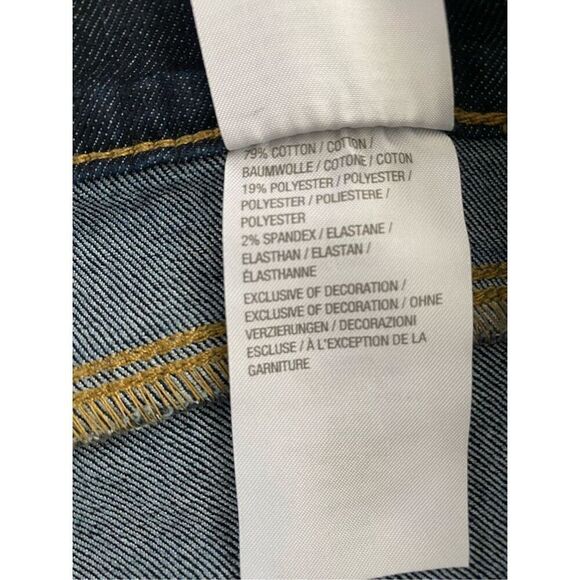 79% COTTON / COTTON /
BAUMWOLLE / COTONE / COTON
19% POLYESTER / POLYESTER /
POLYESTER / POLIESTERE /
POLYESTER
2% SPANDEX / ELASTANE /
ELASTHAN / ELASTAN /
ÉLASTHANNE
EXCLUSIVE OF DECORATION /
EXCLUSIVE OF DECORATION / OHNE
VERZIERUNGEN / DECORAZIONI
ESCLUSE / À L'EXCEPTION DE LA
GARNITURE